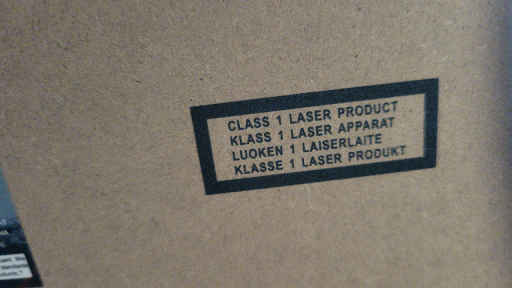 CLASS 1 LASER PRODUCT
KLASS 1 LASER APPARAT
LUOKEN 1 LAISERLAITE
KLASSE 1 LASER PRODUKT